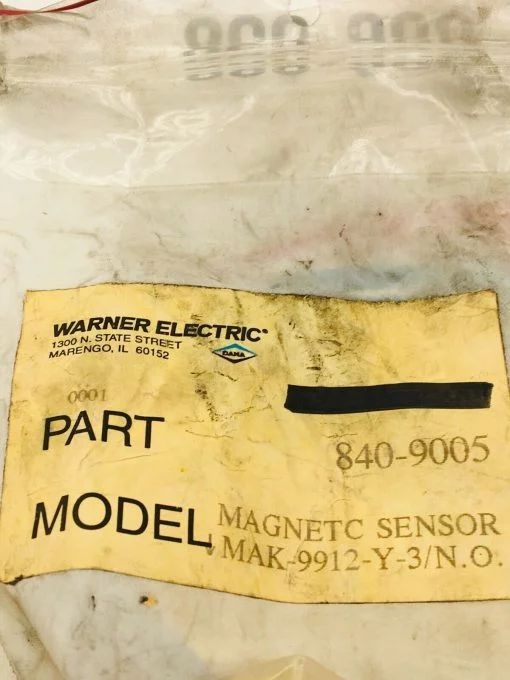 WARNER ELECTRIC
1300 N. STATE STREET
MARENGO, IL 60152
DANA
0001
PART
840-9005
MODEL
MAGNETC SENSOR
MAK-9912-Y-3/N.O.